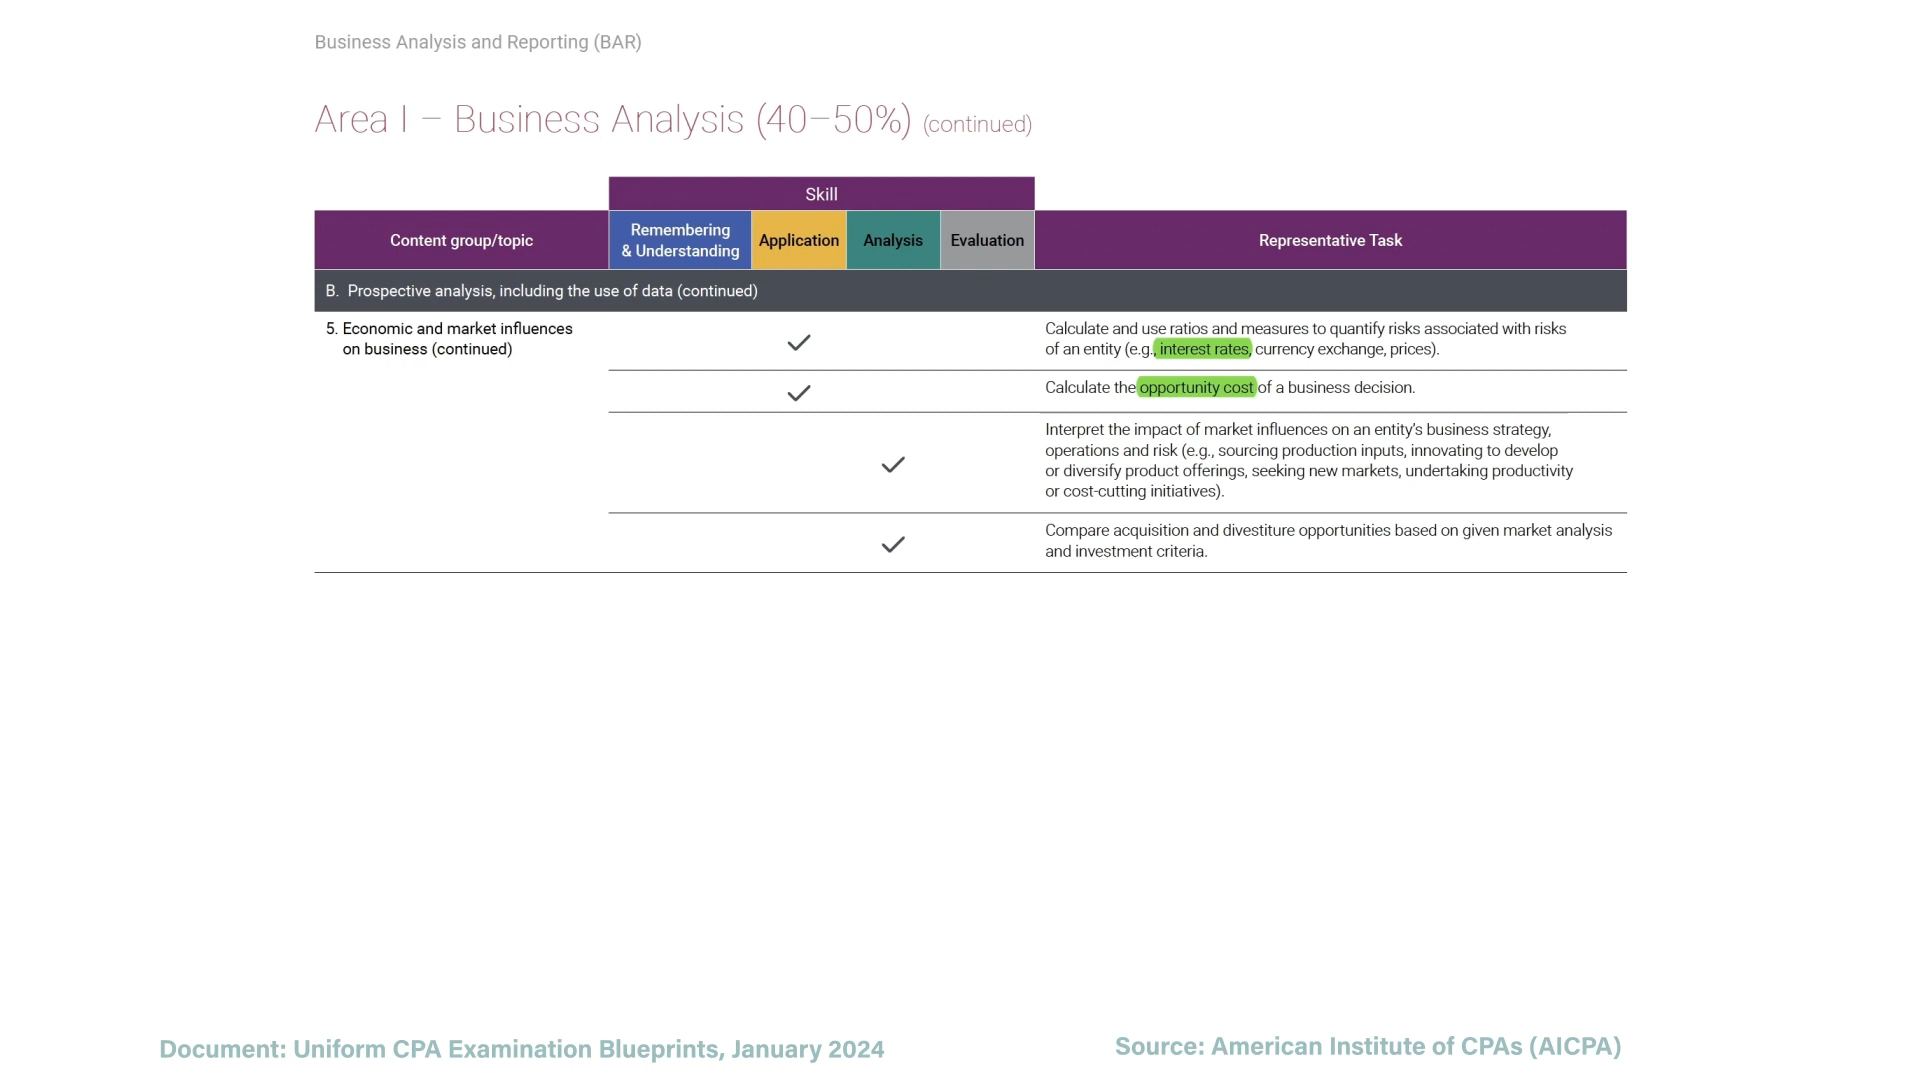 Business Analysis and Reporting (BAR)
Area I – Business Analysis (40–50%) (continued)
Skill
Content group/topic
Remembering
& Understanding
Application
Analysis
Evaluation
Representative Task
B. Prospective analysis, including the use of data (continued)
5. Economic and market influences
on business (continued)
Calculate and use ratios and measures to quantify risks associated with risks
of an entity (e.g., interest rates, currency exchange, prices).
Calculate the opportunity cost of a business decision.
Interpret the impact of market influences on an entity’s business strategy,
operations and risk (e.g., sourcing production inputs, innovating to develop
or diversify product offerings, seeking new markets, undertaking productivity
or cost-cutting initiatives).
Compare acquisition and divestiture opportunities based on given market analysis
and investment criteria.
Document: Uniform CPA Examination Blueprints, January 2024
Source: American Institute of CPAs (AICPA)